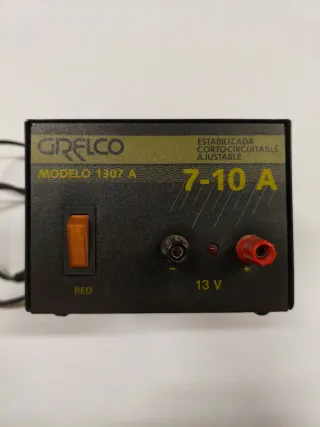 GRELCO
ESTABILIZADA
CORTOCIRCUITABLE
AJUSTABLE
MODELO 1307 A
7-10 A
- +
RED
13 V